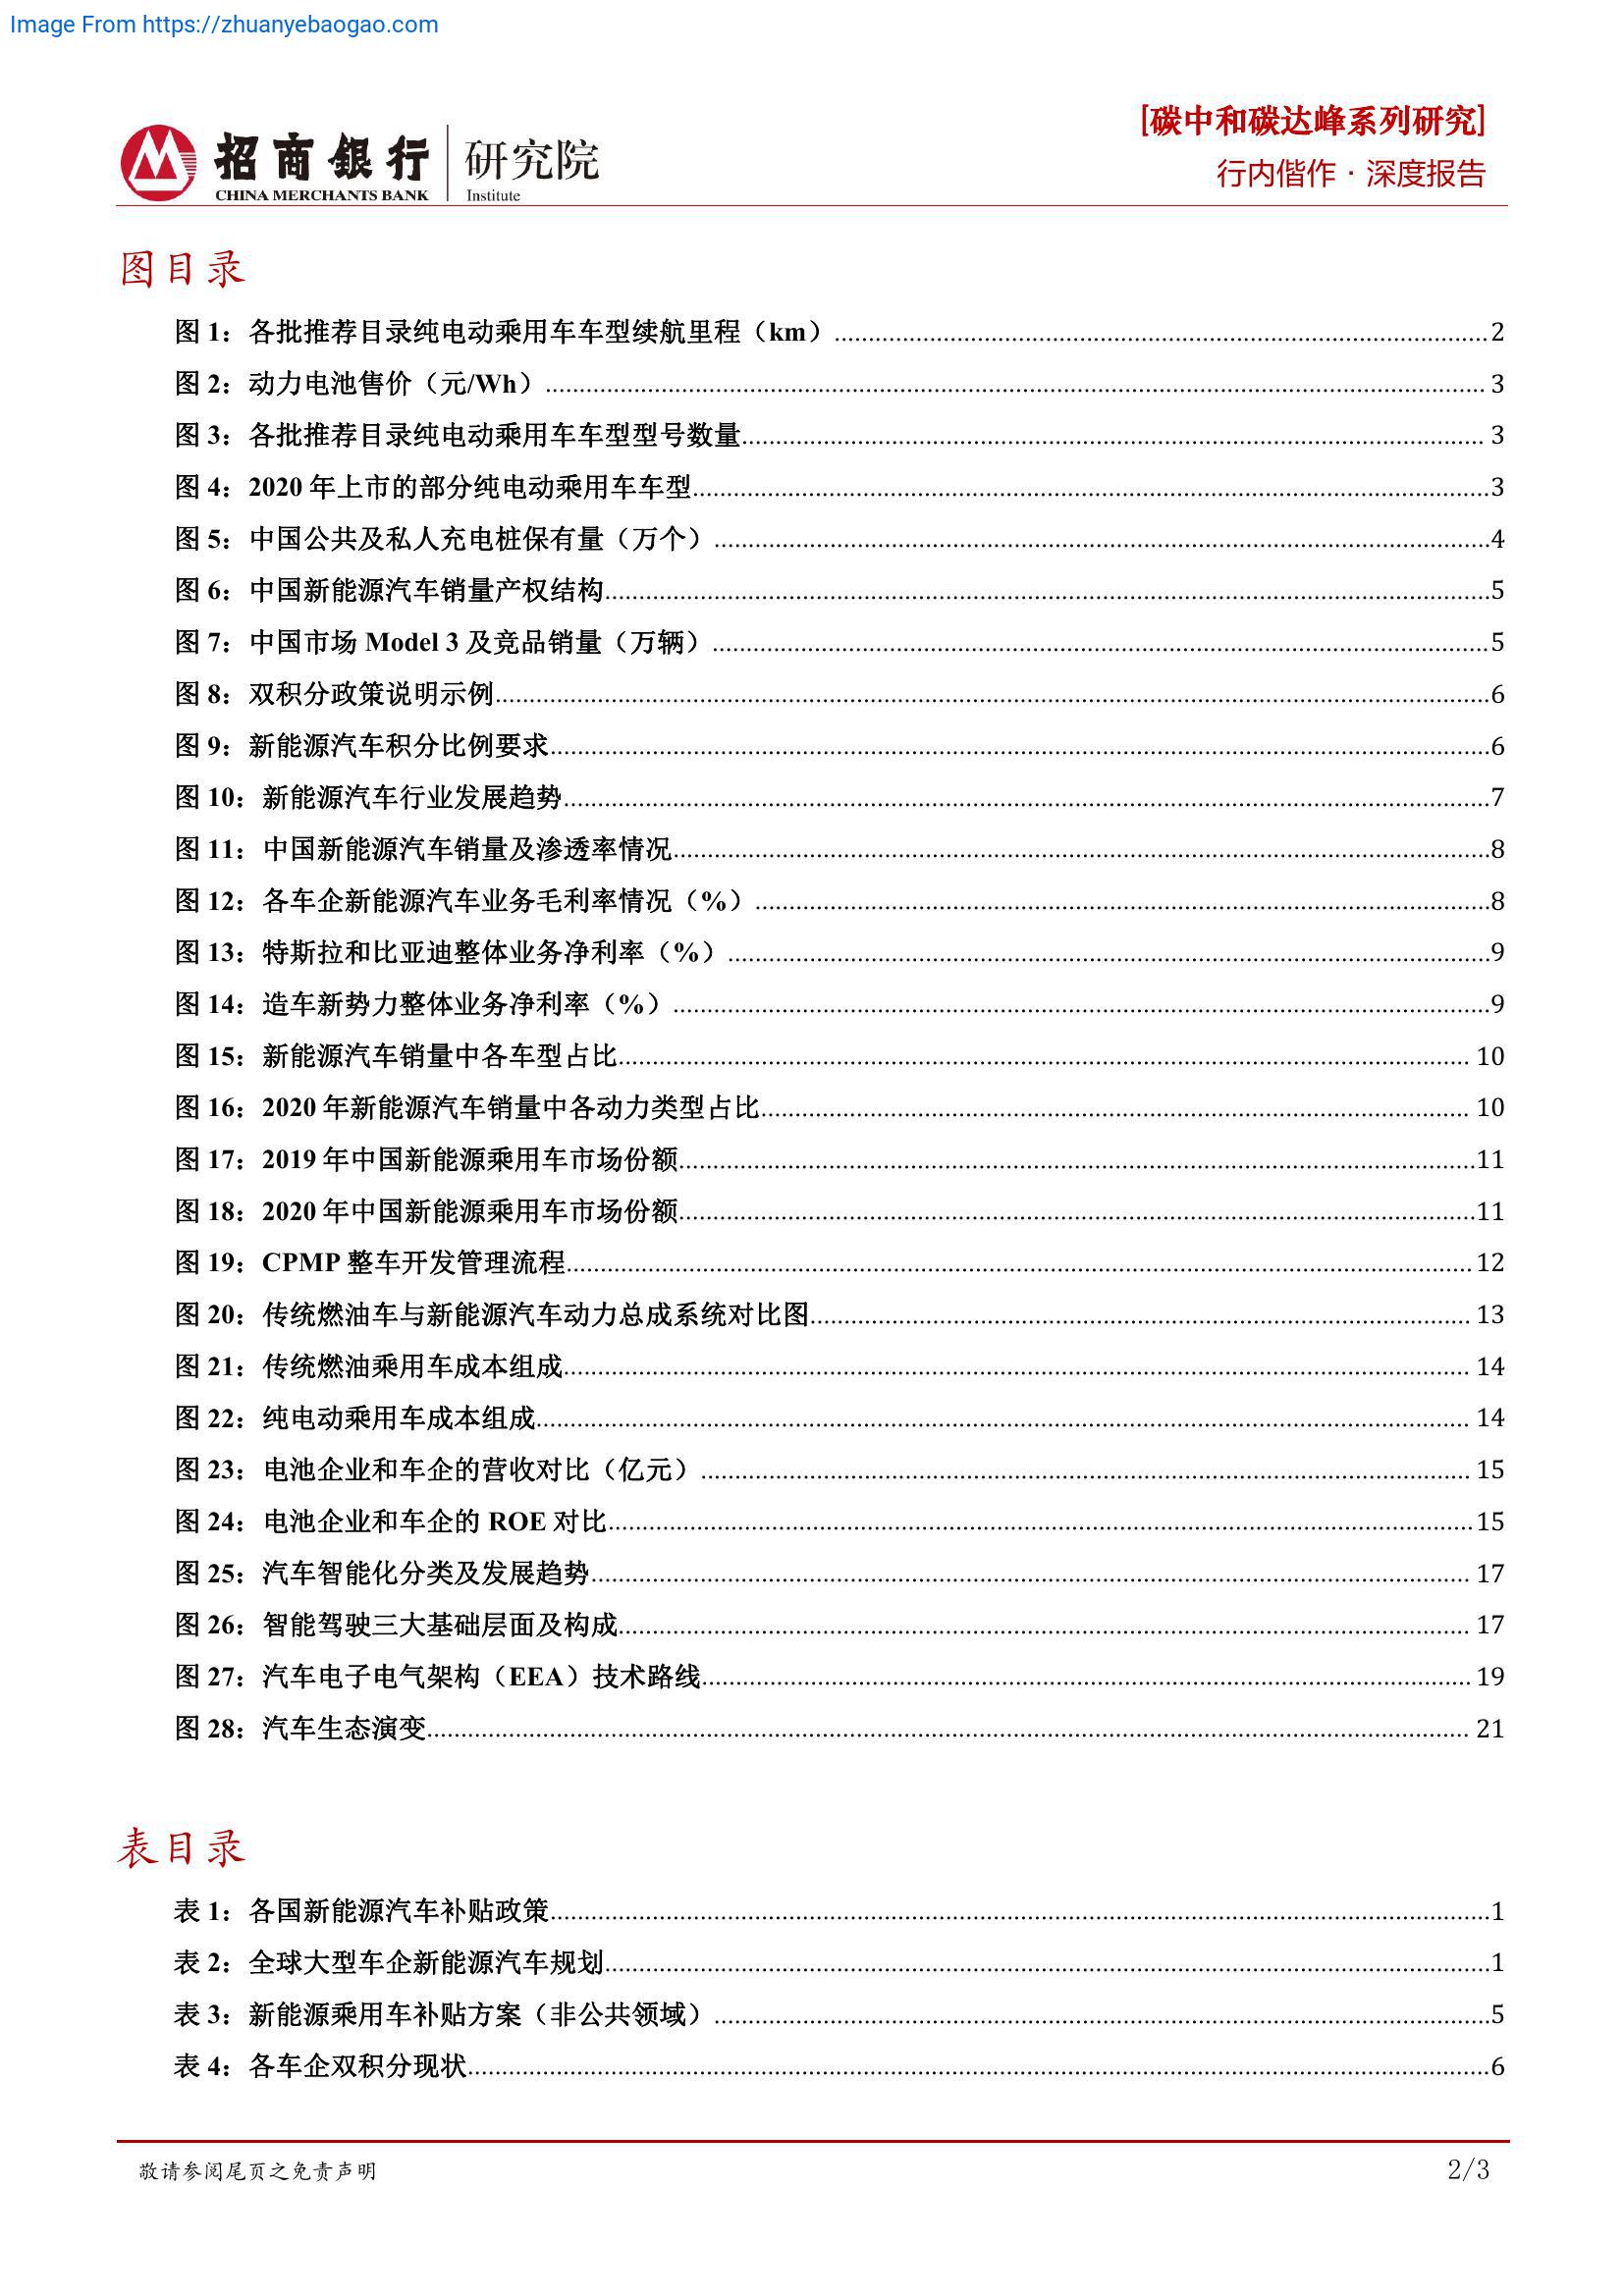 Image From https://zhuanyebaogao.com
[碳中和碳达峰系列研究]
招商银行 研究院
行内偕作 · 深度报告
CHINA MERCHANTS BANK Institute
图目录
图 1：各批推荐目录纯电动乘用车车型续航里程（km）......2
图 2：动力电池售价（元/Wh）......3
图 3：各批推荐目录纯电动乘用车车型型号数量......3
图 4：2020 年上市的部分纯电动乘用车车型......3
图 5：中国公共及私人充电桩保有量（万个）......4
图 6：中国新能源汽车销量产权结构......5
图 7：中国市场 Model 3 及竞品销量（万辆）......5
图 8：双积分政策说明示例......6
图 9：新能源汽车积分比例要求......6
图 10：新能源汽车行业发展趋势......7
图 11：中国新能源汽车销量及渗透率情况......8
图 12：各车企新能源汽车业务毛利率情况（%）......8
图 13：特斯拉和比亚迪整体业务净利率（%）......9
图 14：造车新势力整体业务净利率（%）......9
图 15：新能源汽车销量中各车型占比......10
图 16：2020 年新能源汽车销量中各动力类型占比......10
图 17：2019 年中国新能源乘用车市场份额......11
图 18：2020 年中国新能源乘用车市场份额......11
图 19：CPMP 整车开发管理流程......12
图 20：传统燃油车与新能源汽车动力总成系统对比图......13
图 21：传统燃油乘用车成本组成......14
图 22：纯电动乘用车成本组成......14
图 23：电池企业和车企的营收对比（亿元）......15
图 24：电池企业和车企的 ROE 对比......15
图 25：汽车智能化分类及发展趋势......17
图 26：智能驾驶三大基础层面及构成......17
图 27：汽车电子电气架构（EEA）技术路线......19
图 28：汽车生态演变......21
表目录
表 1：各国新能源汽车补贴政策......1
表 2：全球大型车企新能源汽车规划......1
表 3：新能源乘用车补贴方案（非公共领域）......5
表 4：各车企双积分现状......6
敬请参阅尾页之免责声明
2/3